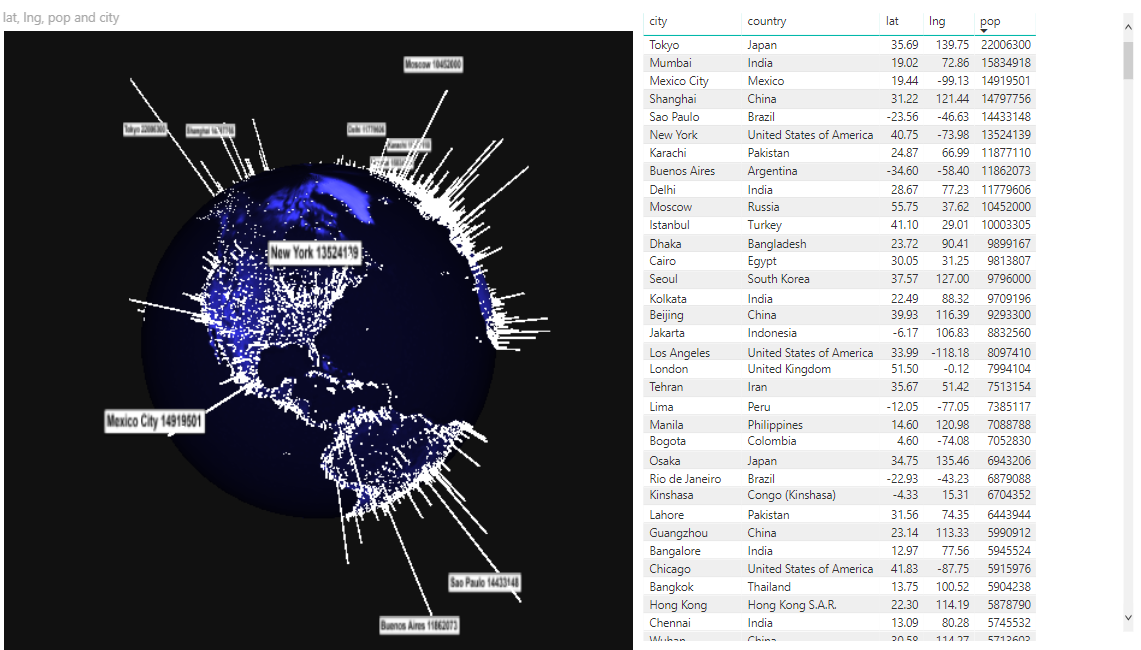 lat, lng, pop and city
Moscow 10452000
Tokyo 22006300
Shanghai
Delhi 11779606
Karachi
New York 13524139
Mexico City 14919501
Sao Paulo 14433148
Buenos Aires 11862073
city country lat lng pop
Tokyo Japan 35.69 139.75 22006300
Mumbai India 19.02 72.86 15834918
Mexico City Mexico 19.44 -99.13 14919501
Shanghai China 31.22 121.44 14797756
Sao Paulo Brazil -23.56 -46.63 14433148
New York United States of America 40.75 -73.98 13524139
Karachi Pakistan 24.87 66.99 11877110
Buenos Aires Argentina -34.60 -58.40 11862073
Delhi India 28.67 77.23 11779606
Moscow Russia 55.75 37.62 10452000
Istanbul Turkey 41.10 29.01 10003305
Dhaka Bangladesh 23.72 90.41 9899167
Cairo Egypt 30.05 31.25 9813807
Seoul South Korea 37.57 127.00 9796000
Kolkata India 22.49 88.32 9709196
Beijing China 39.93 116.39 9293300
Jakarta Indonesia -6.17 106.83 8832560
Los Angeles United States of America 33.99 -118.18 8097410
London United Kingdom 51.50 -0.12 7994104
Tehran Iran 35.67 51.42 7513154
Lima Peru -12.05 -77.05 7385117
Manila Philippines 14.60 120.98 7088788
Bogota Colombia 4.60 -74.08 7052830
Osaka Japan 34.75 135.46 6943206
Rio de Janeiro Brazil -22.93 -43.23 6879088
Kinshasa Congo (Kinshasa) -4.33 15.31 6704352
Lahore Pakistan 31.56 74.35 6443944
Guangzhou China 23.14 113.33 5990912
Bangalore India 12.97 77.56 5945524
Chicago United States of America 41.83 -87.75 5915976
Bangkok Thailand 13.75 100.52 5904238
Hong Kong Hong Kong S.A.R. 22.30 114.19 5878790
Chennai India 13.09 80.28 5745532
Wuhan China 30.58 114.27 5713603